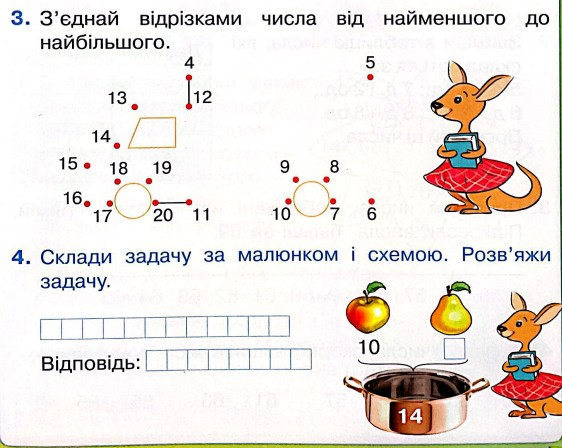 3. З’єднай відрізками числа від найменшого до
найбільшого.
4 5
13 12
14
15 18 19 9 8
16 17 20 11 10 7 6
4. Склади задачу за малюнком і схемою. Розв’яжи
задачу.
10
Відповідь:
14